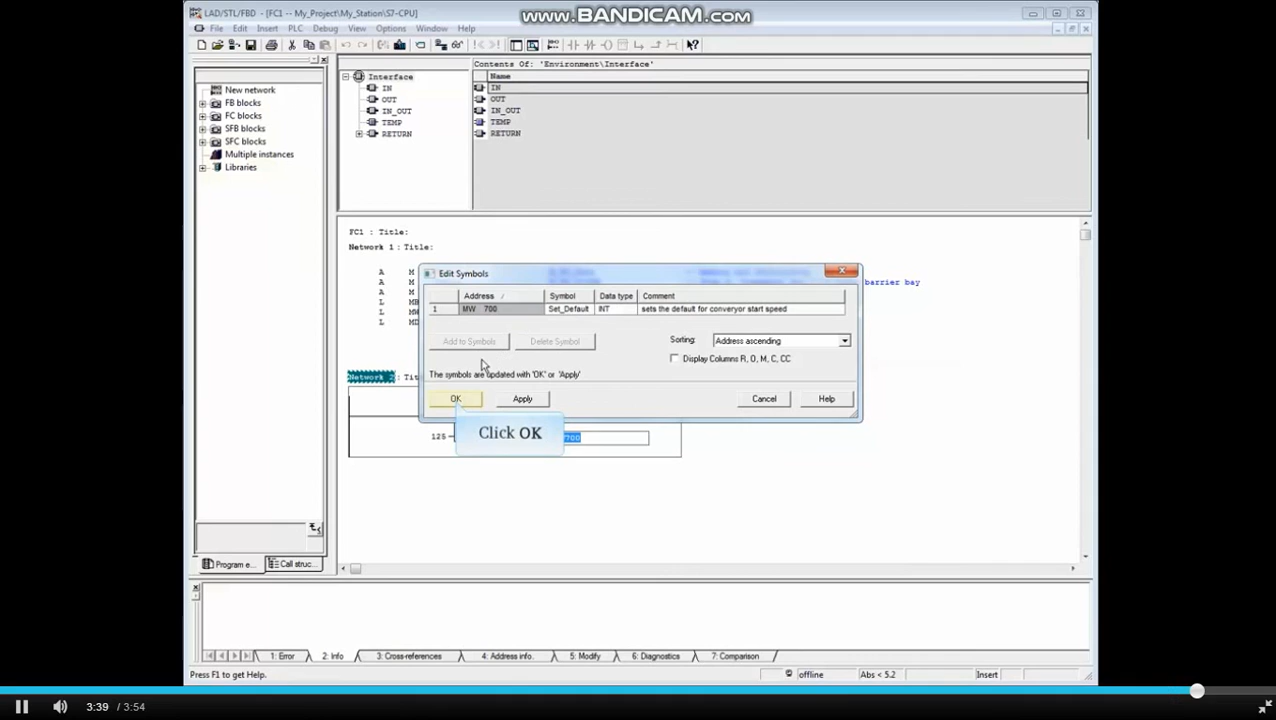 LAD/STL/FBD - [FC1 -- My_Project\My_Station\S7-CPU]
www.BANDICAM.com
File Edit Insert PLC Debug View Options Window Help
Contents Of: 'Environment\Interface'
Interface
IN
OUT
IN_OUT
TEMP
RETURN
Name
IN
OUT
IN_OUT
TEMP
RETURN
New network
FB blocks
FC blocks
SFB blocks
SFC blocks
Multiple instances
Libraries
FC1 : Title:
Network 1 : Title:
A M
A M
A M
L MB
L MW
L MD
barrier bay
Network 2 : Tit
125
700
Edit Symbols
Address / Symbol Data type Comment
1 MW 700 Set_Default INT sets the default for converyor start speed
Add to Symbols Delete Symbol
Sorting: Address ascending
Display Columns R, O, M, C, CC
The symbols are updated with 'OK' or 'Apply'
OK Apply Cancel Help
Click OK
Program e... Call struc...
1: Error 2: Info 3: Cross-references 4: Address info. 5: Modify 6: Diagnostics 7: Comparison
Press F1 to get Help.
offline Abs < 5.2 Insert
3:39 / 3:54